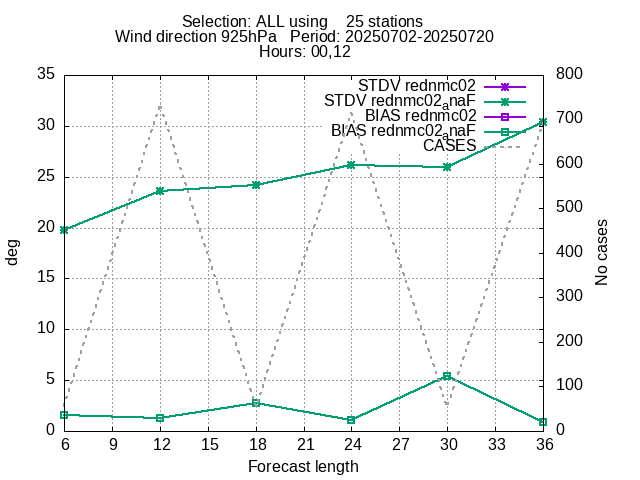 Selection: ALL using    25 stations
Wind direction 925hPa   Period: 20250702-20250720
Hours: 00,12
STDV rednmc02
STDV rednmc02anaF
BIAS rednmc02
BIAS rednmc02anaF
CASES
35
30
25
20
15
10
5
0
800
700
600
500
400
300
200
100
0
deg
No cases
6 9 12 15 18 21 24 27 30 33 36
Forecast length